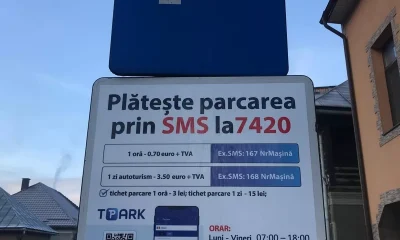 Plătește parcarea
prin SMS la7420
1 oră - 0.70 euro + TVA Ex.SMS: 167 NrMașină
1 zi autoturism - 3.50 euro + TVA Ex.SMS: 168 NrMașină
tichet parcare 1 oră - 3 lei; tichet parcare 1 zi - 15 lei;
TPARK
ORAR:
Luni - Vineri 07:00 – 18:00